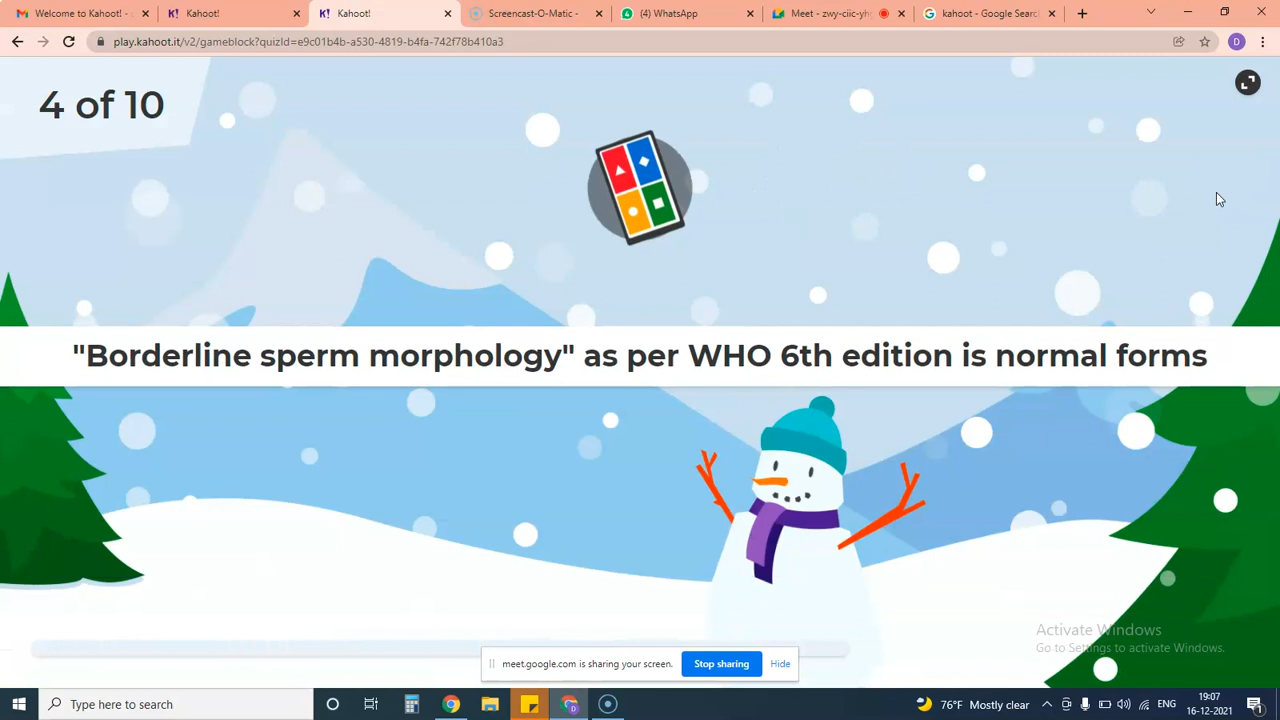 Welcome to Kahoot! -
Kahoot!
Kahoot!
Screencast-O-Matic -
(4) WhatsApp
Meet - zwy-ciic-yh
kahoot - Google Searc
play.kahoot.it/v2/gameblock?quizId=e9c01b4b-a530-4819-b4fa-742f78b410a3
D
4 of 10
"Borderline sperm morphology" as per WHO 6th edition is normal forms
Activate Windows
Go to Settings to activate Windows.
meet.google.com is sharing your screen.
Stop sharing
Hide
Type here to search
76°F Mostly clear
ENG
19:07
16-12-2021